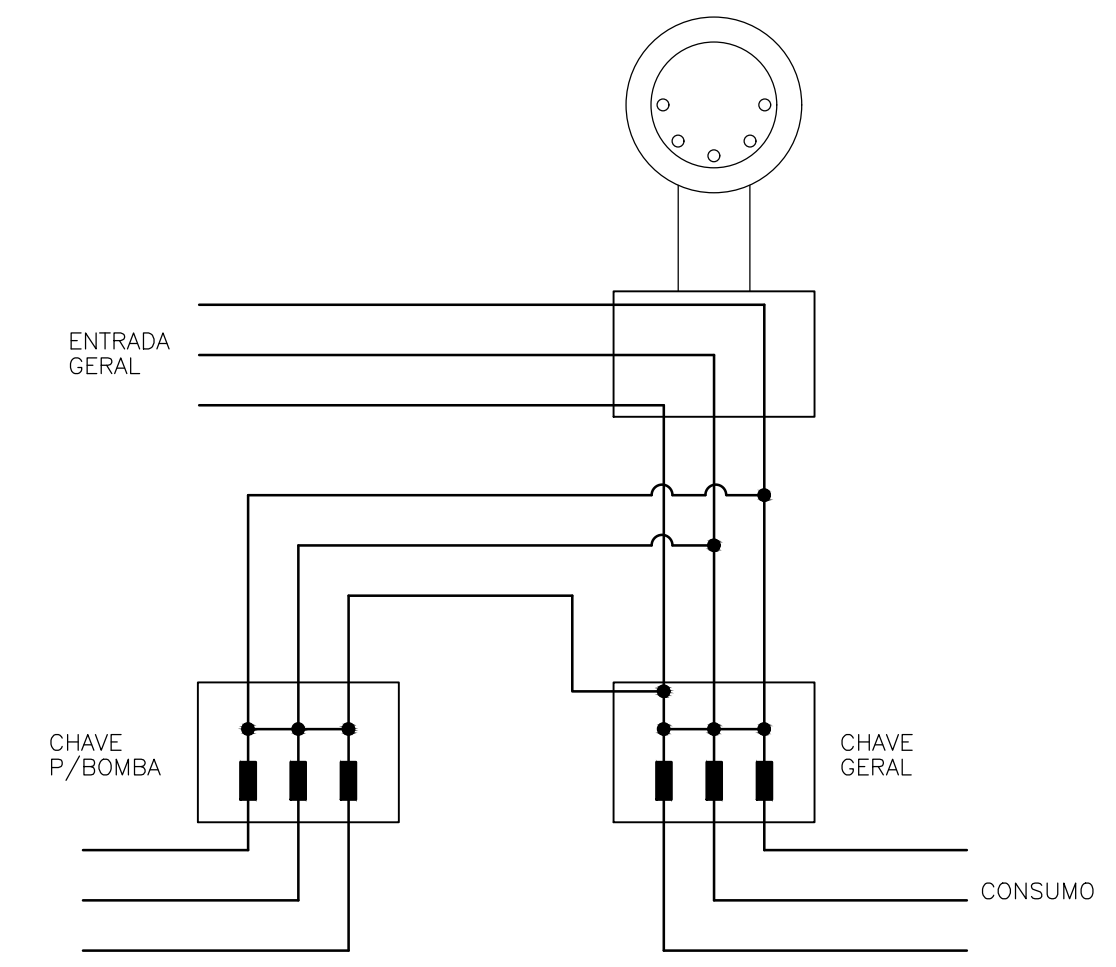 ENTRADA
GERAL
CHAVE
P/BOMBA
CHAVE
GERAL
CONSUMO